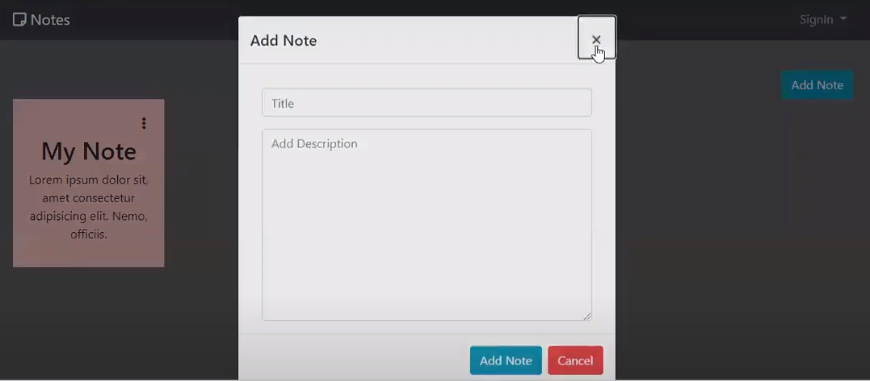 Notes
SignIn
Add Note
×
Add Note
Title
Add Description
My Note
Lorem ipsum dolor sit,
amet consectetur
adipisicing elit. Nemo,
officiis.
Add Note
Cancel